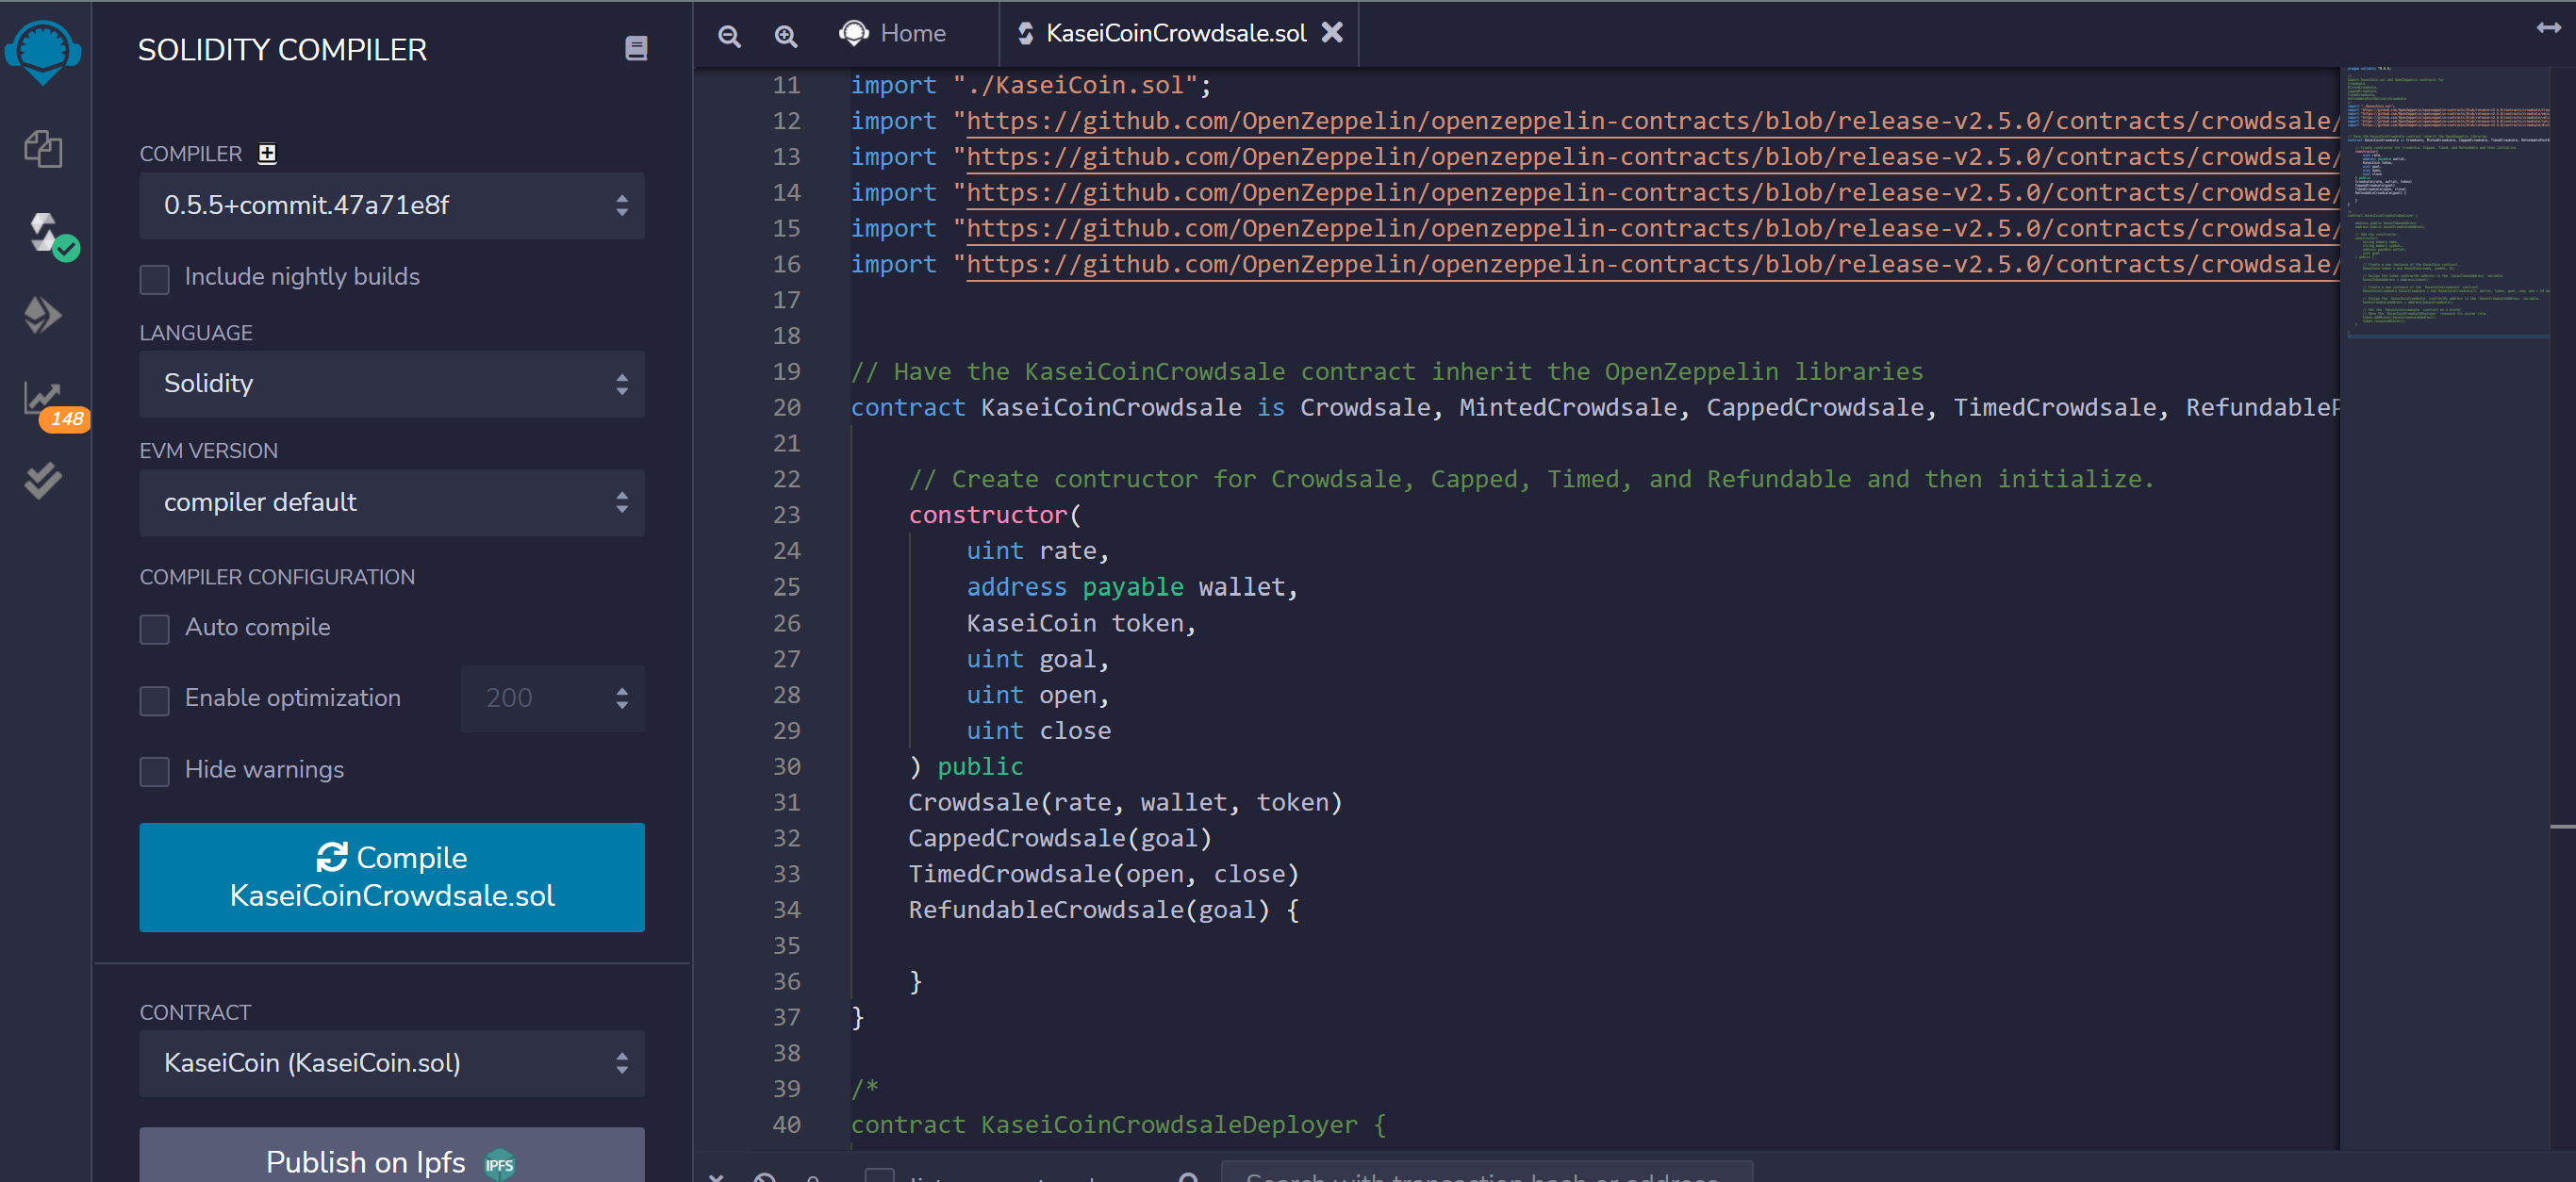 SOLIDITY COMPILER
COMPILER
0.5.5+commit.47a71e8f
Include nightly builds
LANGUAGE
Solidity
EVM VERSION
compiler default
COMPILER CONFIGURATION
Auto compile
Enable optimization 200
Hide warnings
Compile
KaseiCoinCrowdsale.sol
CONTRACT
KaseiCoin (KaseiCoin.sol)
Publish on Ipfs IPFS
148
Home KaseiCoinCrowdsale.sol
11 import "./KaseiCoin.sol";
12 import "https://github.com/OpenZeppelin/openzeppelin-contracts/blob/release-v2.5.0/contracts/crowdsale/
13 import "https://github.com/OpenZeppelin/openzeppelin-contracts/blob/release-v2.5.0/contracts/crowdsale/
14 import "https://github.com/OpenZeppelin/openzeppelin-contracts/blob/release-v2.5.0/contracts/crowdsale/
15 import "https://github.com/OpenZeppelin/openzeppelin-contracts/blob/release-v2.5.0/contracts/crowdsale/
16 import "https://github.com/OpenZeppelin/openzeppelin-contracts/blob/release-v2.5.0/contracts/crowdsale/
17
18
19 // Have the KaseiCoinCrowdsale contract inherit the OpenZeppelin libraries
20 contract KaseiCoinCrowdsale is Crowdsale, MintedCrowdsale, CappedCrowdsale, TimedCrowdsale, RefundableP
21
22 // Create contructor for Crowdsale, Capped, Timed, and Refundable and then initialize.
23 constructor(
24 uint rate,
25 address payable wallet,
26 KaseiCoin token,
27 uint goal,
28 uint open,
29 uint close
30 ) public
31 Crowdsale(rate, wallet, token)
32 CappedCrowdsale(goal)
33 TimedCrowdsale(open, close)
34 RefundableCrowdsale(goal) {
35
36 }
37 }
38
39 /*
40 contract KaseiCoinCrowdsaleDeployer {
Search with transaction hash or address